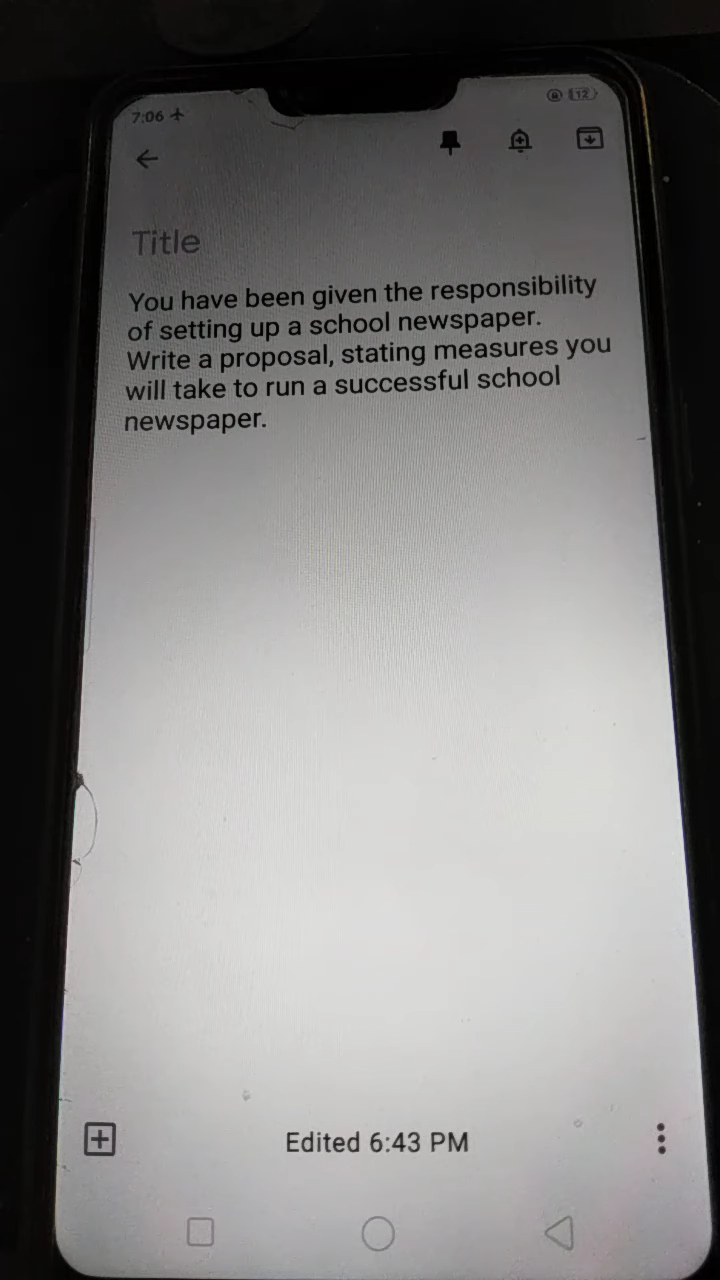 7:06
12
Title
You have been given the responsibility
of setting up a school newspaper.
Write a proposal, stating measures you
will take to run a successful school
newspaper.
Edited 6:43 PM